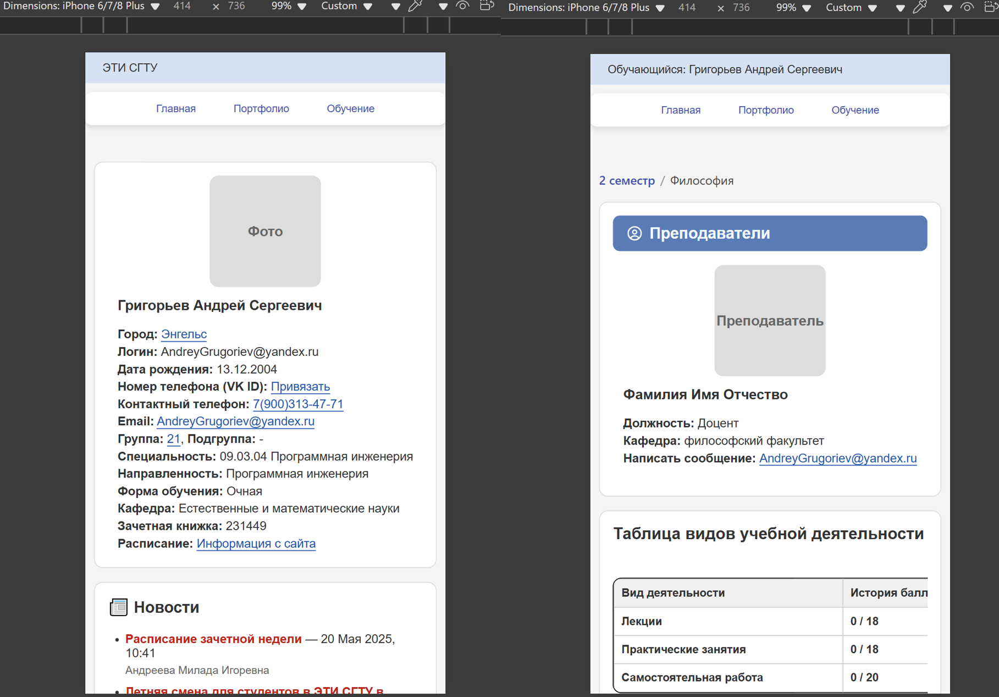 Dimensions: iPhone 6/7/8 Plus 414 × 736 99% Custom
ЭТИ СГТУ
Главная Портфолио Обучение
Фото
Григорьев Андрей Сергеевич
Город: Энгельс
Логин: AndreyGrugoriev@yandex.ru
Дата рождения: 13.12.2004
Номер телефона (VK ID): Привязать
Контактный телефон: 7(900)313-47-71
Email: AndreyGrugoriev@yandex.ru
Группа: 21, Подгруппа: -
Специальность: 09.03.04 Программная инженерия
Направленность: Программная инженерия
Форма обучения: Очная
Кафедра: Естественные и математические науки
Зачетная книжка: 231449
Расписание: Информация с сайта
Новости
• Расписание зачетной недели — 20 Мая 2025,
10:41
Андреева Милада Игоревна
• Летняя смена для студентов в ЭТИ СГТУ в
Dimensions: iPhone 6/7/8 Plus 414 × 736 99% Custom
Обучающийся: Григорьев Андрей Сергеевич
Главная Портфолио Обучение
2 семестр / Философия
Преподаватели
Преподаватель
Фамилия Имя Отчество
Должность: Доцент
Кафедра: философский факультет
Написать сообщение: AndreyGrugoriev@yandex.ru
Таблица видов учебной деятельности
Вид деятельности История балл
Лекции 0 / 18
Практические занятия 0 / 18
Самостоятельная работа 0 / 20